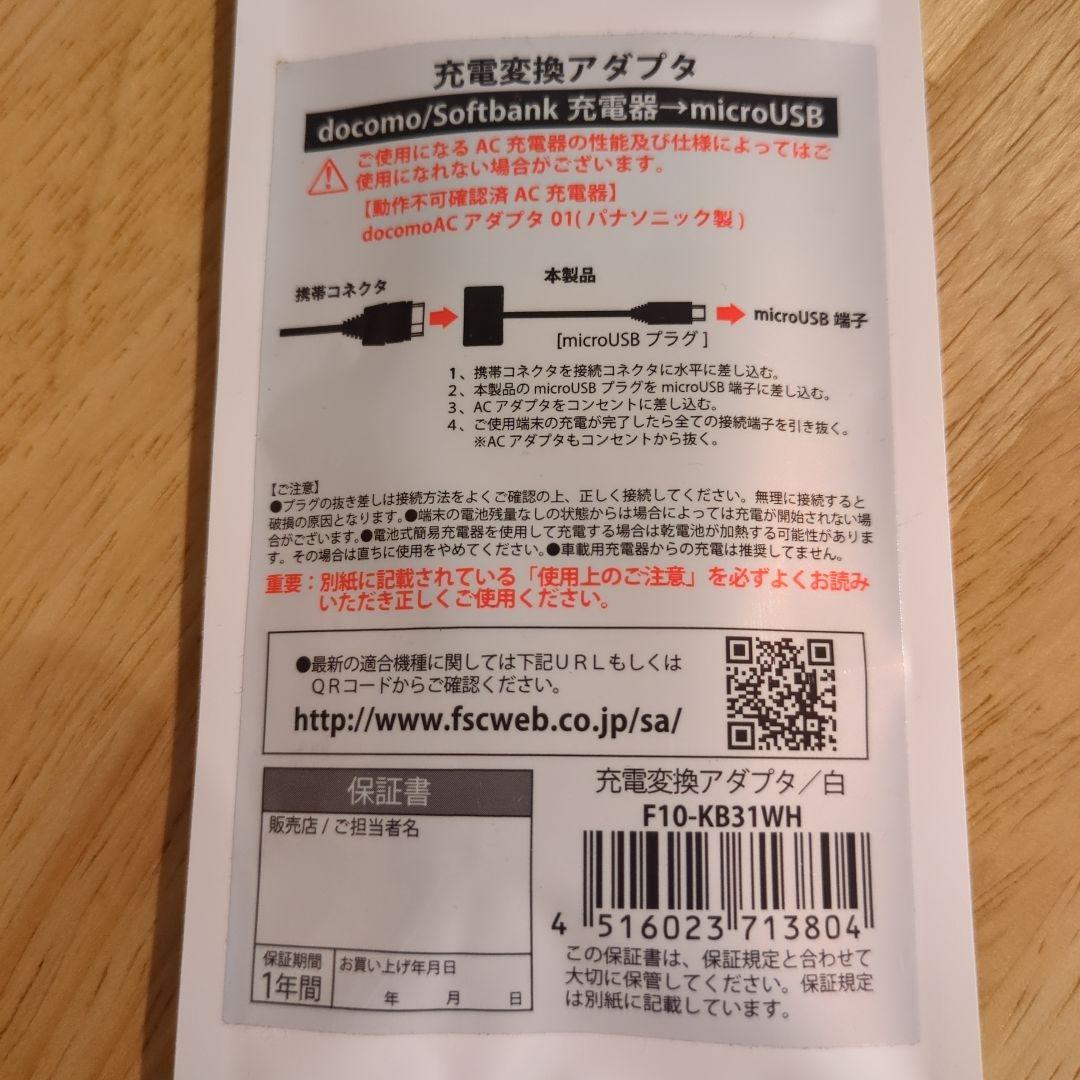 充電変換アダプタ
docomo/Softbank 充電器→microUSB
ご使用になる AC 充電器の性能及び仕様によってはご
使用になれない場合がございます。
【動作不可確認済 AC 充電器】
docomoAC アダプタ 01( パナソニック製 )
携帯コネクタ
本製品
microUSB 端子
[microUSB プラグ ]
1、携帯コネクタを接続コネクタに水平に差し込む。
2、本製品の microUSB プラグを microUSB 端子に差し込む。
3、AC アダプタをコンセントに差し込む。
4、ご使用端末の充電が完了したら全ての接続端子を引き抜く。
※AC アダプタもコンセントから抜く。
【ご注意】
●プラグの抜き差しは接続方法をよくご確認の上、正しく接続してください。無理に接続すると
破損の原因となります。●端末の電池残量なしの状態からは場合によっては充電が開始されない場
合がございます。●電池式簡易充電器を使用して充電する場合は乾電池が加熱する可能性がありま
す。その場合は直ちに使用をやめてください。●車載用充電器からの充電は推奨してません。
重要：別紙に記載されている「使用上のご注意」を必ずよくお読み
いただき正しくご使用ください。
●最新の適合機種に関しては下記ＵＲＬもしくは
ＱＲコードからご確認ください。
http://www.fscweb.co.jp/sa/
保証書
販売店 / ご担当者名
保証期間
1年間
お買い上げ年月日
年 月 日
充電変換アダプタ／白
F10-KB31WH
4 516023 713804
この保証書は、保証規定と合わせて
大切に保管してください。保証規定
は別紙に記載しています。